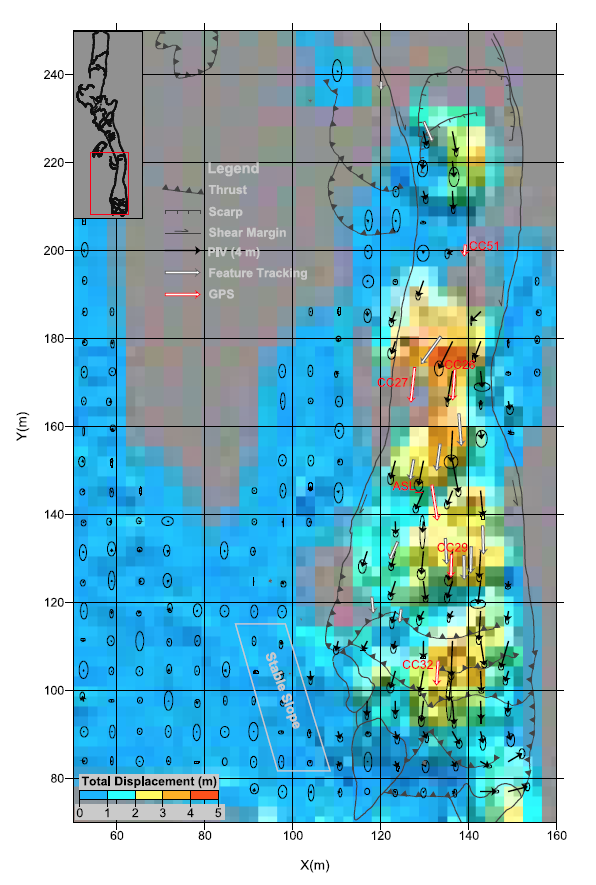 240
220
200
180
160
140
120
100
80
Y(m)
Legend
Thrust
Scarp
Shear Margin
PIV (4 m)
Feature Tracking
GPS
CC51
CC28
CC27
ASL
CC29
CC32
Stable Slope
Total Displacement (m)
0 1 2 3 4 5
60 80 100 120 140 160
X(m)